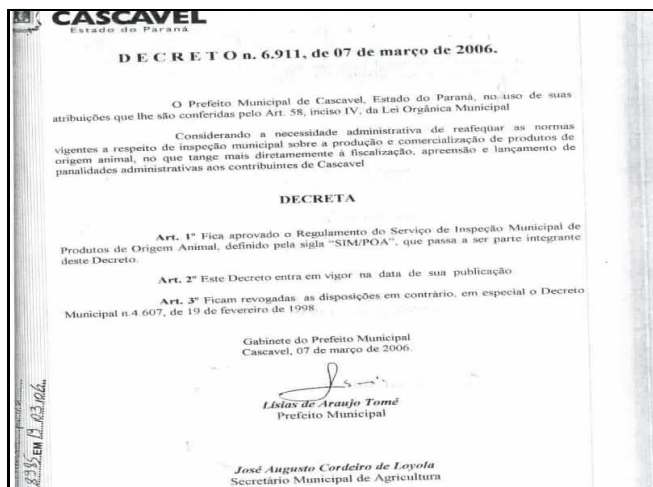 CASCAVEL
Estado do Paraná
D E C R E T O n. 6.911, de 07 de março de 2006.
O Prefeito Municipal de Cascavel, Estado do Paraná, no uso de suas
atribuições que lhe são conferidas pelo Art. 58, inciso IV, da Lei Orgânica Municipal
Considerando a necessidade administrativa de reafeqüar as normas
vigentes a respeito de inspeção municipal sobre a produção e comercialização de produtos de
origem animal, no que tange mais diretamente à fiscalização, apreensão e lançamento de
panalidades administrativas aos contribuintes de Cascavel
DECRETA
Art. 1º Fica aprovado o Regulamento do Serviço de Inspeção Municipal de
Produtos de Origem Animal, definido pela sigla "SIM/POA", que passa a ser parte integrante
deste Decreto.
Art. 2º Este Decreto entra em vigor na data de sua publicação
Art. 3º Ficam revogadas as disposições em contrário, em especial o Decreto
Municipal n.4.607, de 19 de fevereiro de 1998.
Gabinete do Prefeito Municipal
Cascavel, 07 de março de 2006.
Lísias de Araujo Tomé
Prefeito Municipal
José Augusto Cordeiro de Loyola
Secretário Municipal de Agricultura
EM